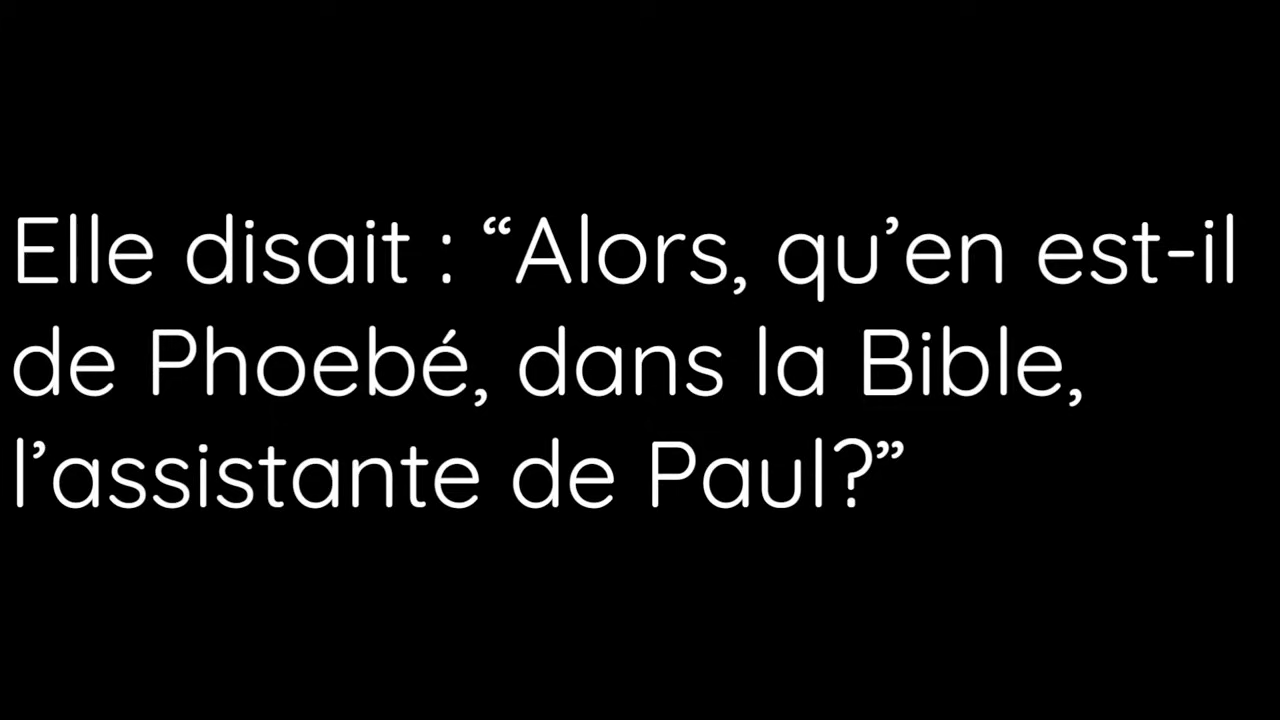 Elle disait : “Alors, qu’en est-il
de Phoebé, dans la Bible,
l’assistante de Paul?”